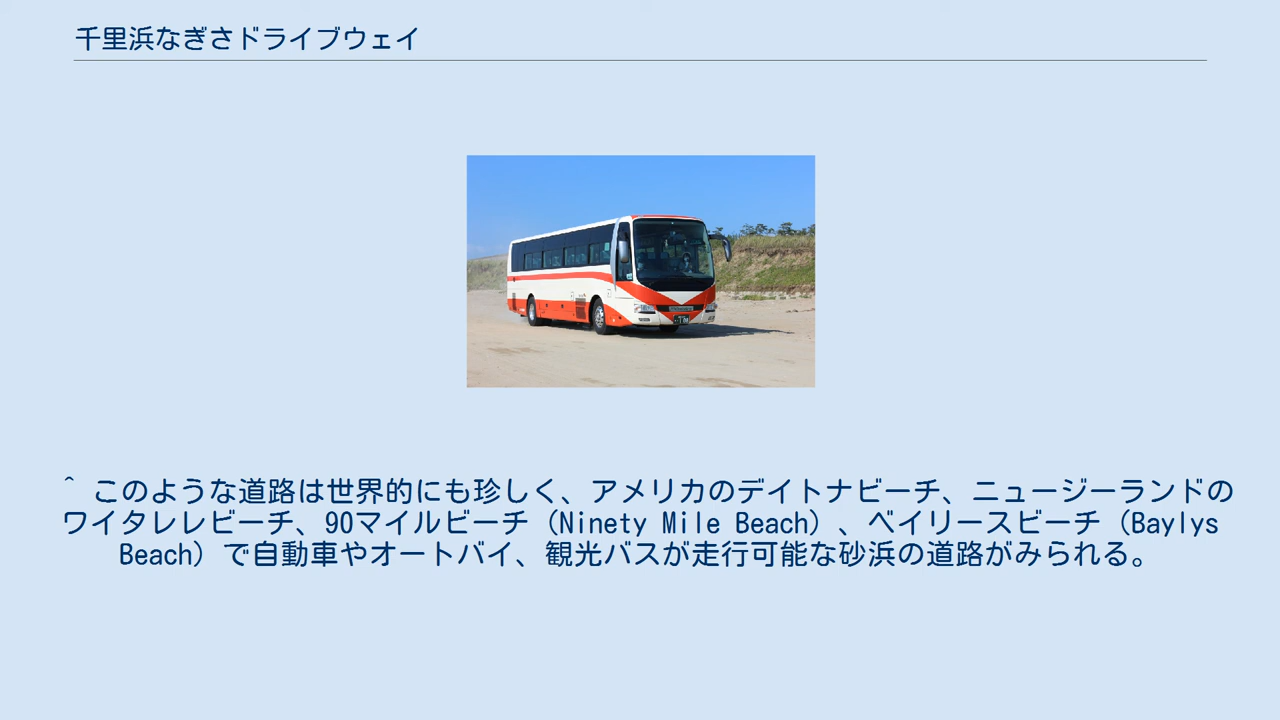 千里浜なぎさドライブウェイ
^ このような道路は世界的にも珍しく、アメリカのデイトナビーチ、ニュージーランドの
ワイタレレビーチ、90マイルビーチ（Ninety Mile Beach）、ベイリースビーチ（Baylys
Beach）で自動車やオートバイ、観光バスが走行可能な砂浜の道路がみられる。